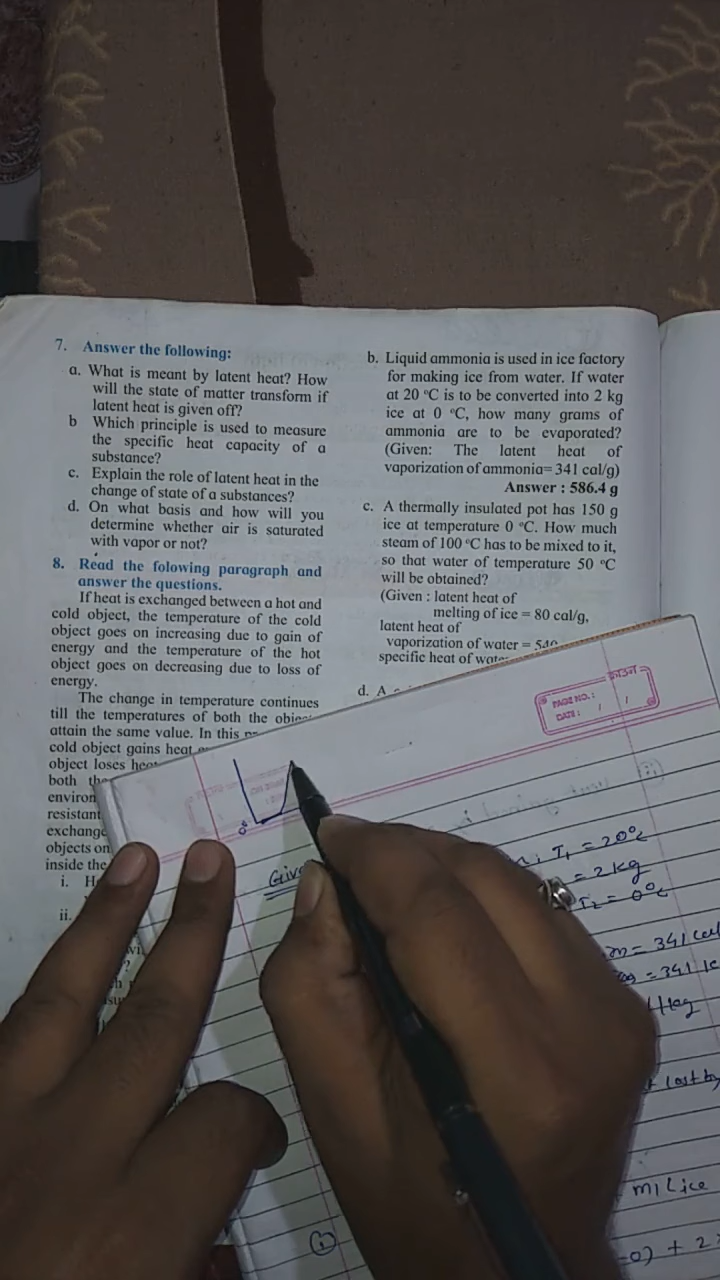 7. Answer the following:
a. What is meant by latent heat? How
will the state of matter transform if
latent heat is given off?
b Which principle is used to measure
the specific heat capacity of a
substance?
c. Explain the role of latent heat in the
change of state of a substances?
d. On what basis and how will you
determine whether air is saturated
with vapor or not?
8. Read the folowing paragraph and
answer the questions.
If heat is exchanged between a hot and
cold object, the temperature of the cold
object goes on increasing due to gain of
energy and the temperature of the hot
object goes on decreasing due to loss of
energy.
The change in temperature continues
till the temperatures of both the
attain the same value. In this
cold object gains heat
object loses
both
environ
resistant
exchange
objects on
inside the
i.
ii.
b. Liquid ammonia is used in ice factory
for making ice from water. If water
at 20 °C is to be converted into 2 kg
ice at 0 °C, how many grams of
ammonia are to be evaporated?
(Given: The latent heat of
vaporization of ammonia= 341 cal/g)
Answer : 586.4 g
c. A thermally insulated pot has 150 g
ice at temperature 0 °C. How much
steam of 100 °C has to be mixed to it,
so that water of temperature 50 °C
will be obtained?
(Given : latent heat of
melting of ice = 80 cal/g,
latent heat of
vaporization of water = 540
specific heat of
d. A
PAGE NO.:
DATE: / /
0°
T₁ = 20°c
= 2 kg
T₂ = 0°c
= 341
= 341
/kg
lost by
m₁ L ice
-0) + 2
(i)